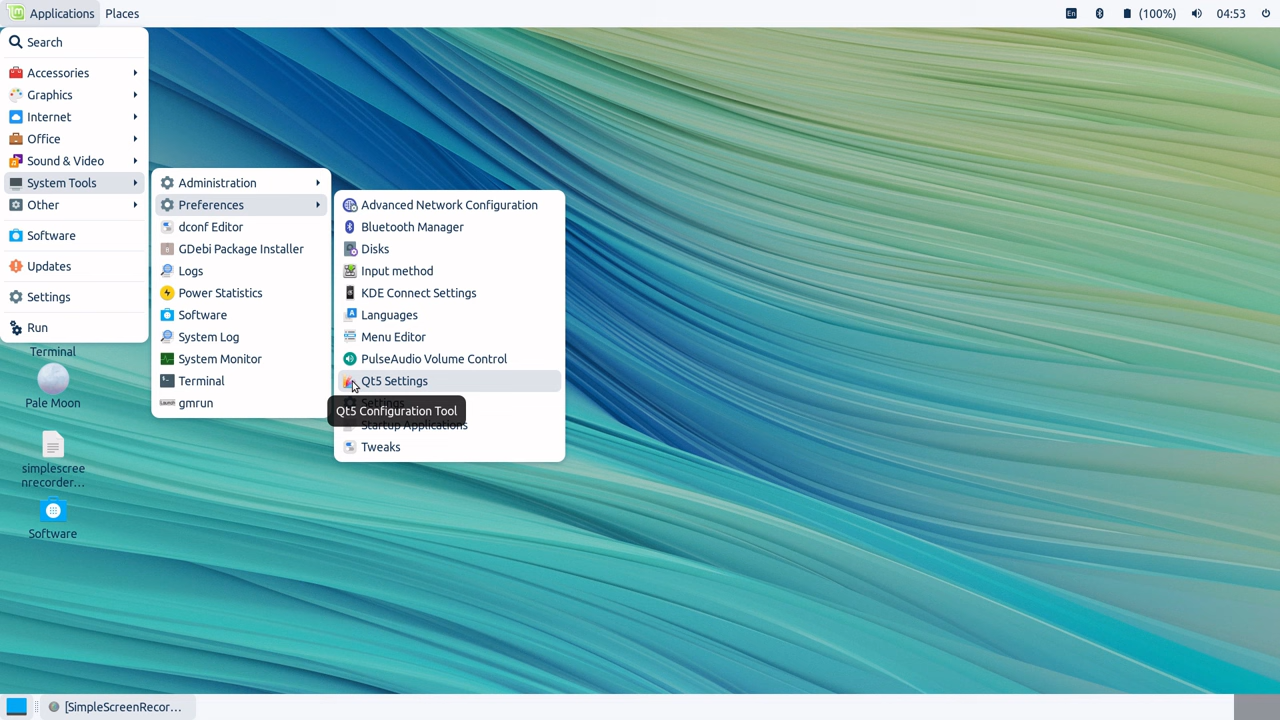 Applications Places
En (100%) 04:53
Search
Accessories
Graphics
Internet
Office
Sound & Video
System Tools
Other
Software
Updates
Settings
Run
Administration
Preferences
dconf Editor
GDebi Package Installer
Logs
Power Statistics
Software
System Log
System Monitor
Terminal
gmrun
Advanced Network Configuration
Bluetooth Manager
Disks
Input method
KDE Connect Settings
Languages
Menu Editor
PulseAudio Volume Control
Qt5 Settings
Settings
Qt5 Configuration Tool
Startup Applications
Tweaks
Terminal
Pale Moon
simplescree
nrecorder...
Software
[SimpleScreenRecor...